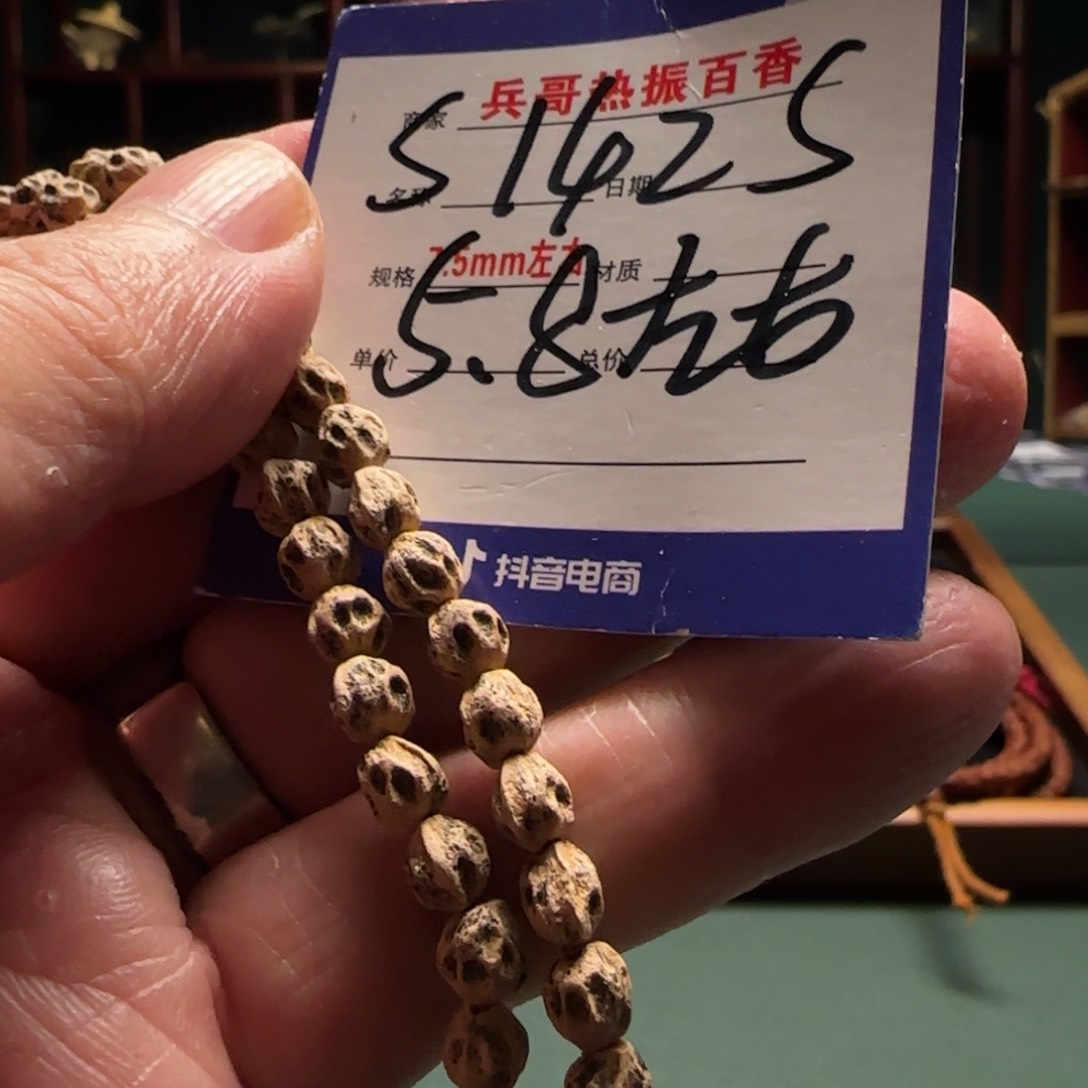 商家 兵哥热振百香
S1425
名称 日期
规格 7.5mm左右 材质
5.8左右
单价 总价
抖音电商